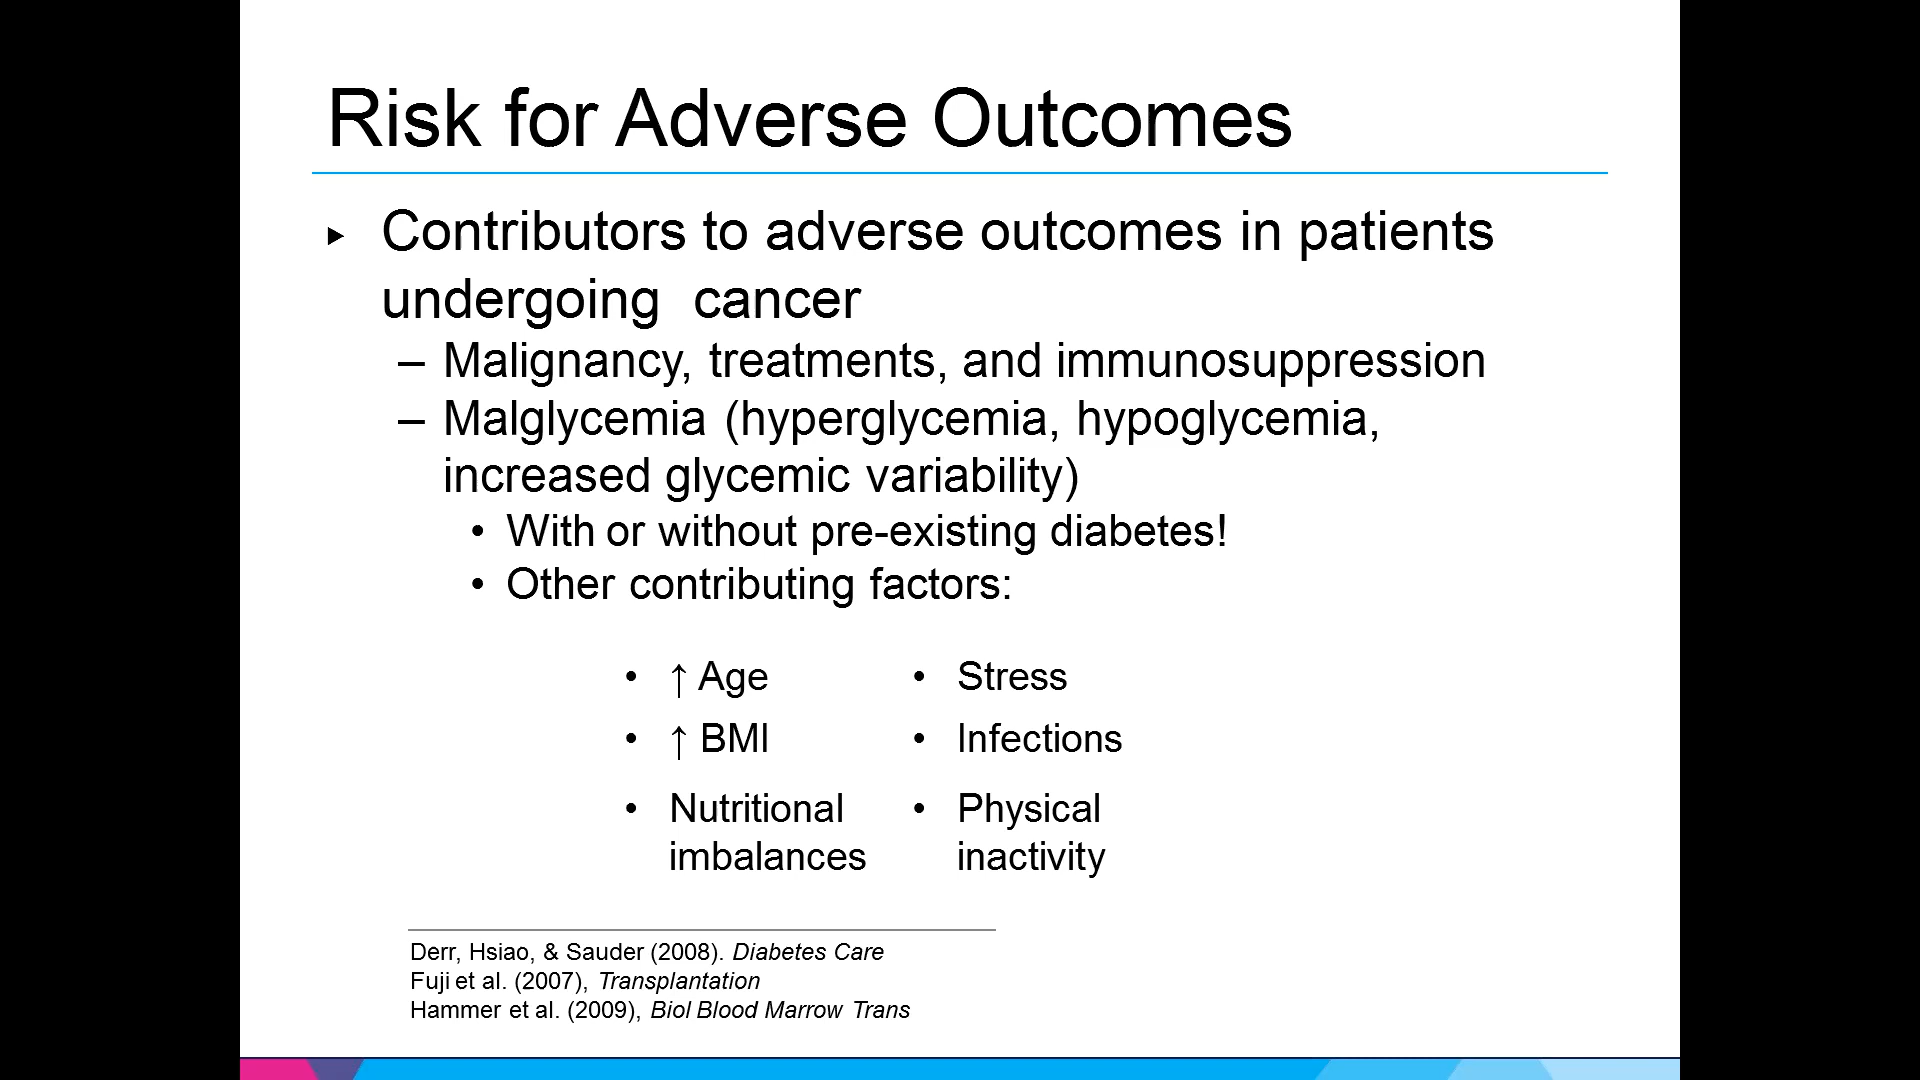 Risk for Adverse Outcomes
▸ Contributors to adverse outcomes in patients
undergoing  cancer
– Malignancy, treatments, and immunosuppression
– Malglycemia (hyperglycemia, hypoglycemia,
increased glycemic variability)
• With or without pre-existing diabetes!
• Other contributing factors:
• ↑ Age
• ↑ BMI
• Nutritional
imbalances
• Stress
• Infections
• Physical
inactivity
Derr, Hsiao, & Sauder (2008). Diabetes Care
Fuji et al. (2007), Transplantation
Hammer et al. (2009), Biol Blood Marrow Trans